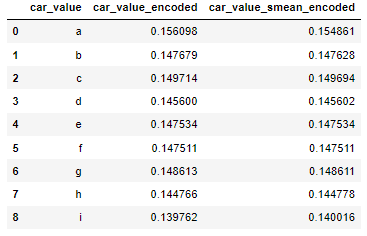 car_value car_value_encoded car_value_smean_encoded
0 a 0.156098 0.154861
1 b 0.147679 0.147628
2 c 0.149714 0.149694
3 d 0.145600 0.145602
4 e 0.147534 0.147534
5 f 0.147511 0.147511
6 g 0.148613 0.148611
7 h 0.144766 0.144778
8 i 0.139762 0.140016